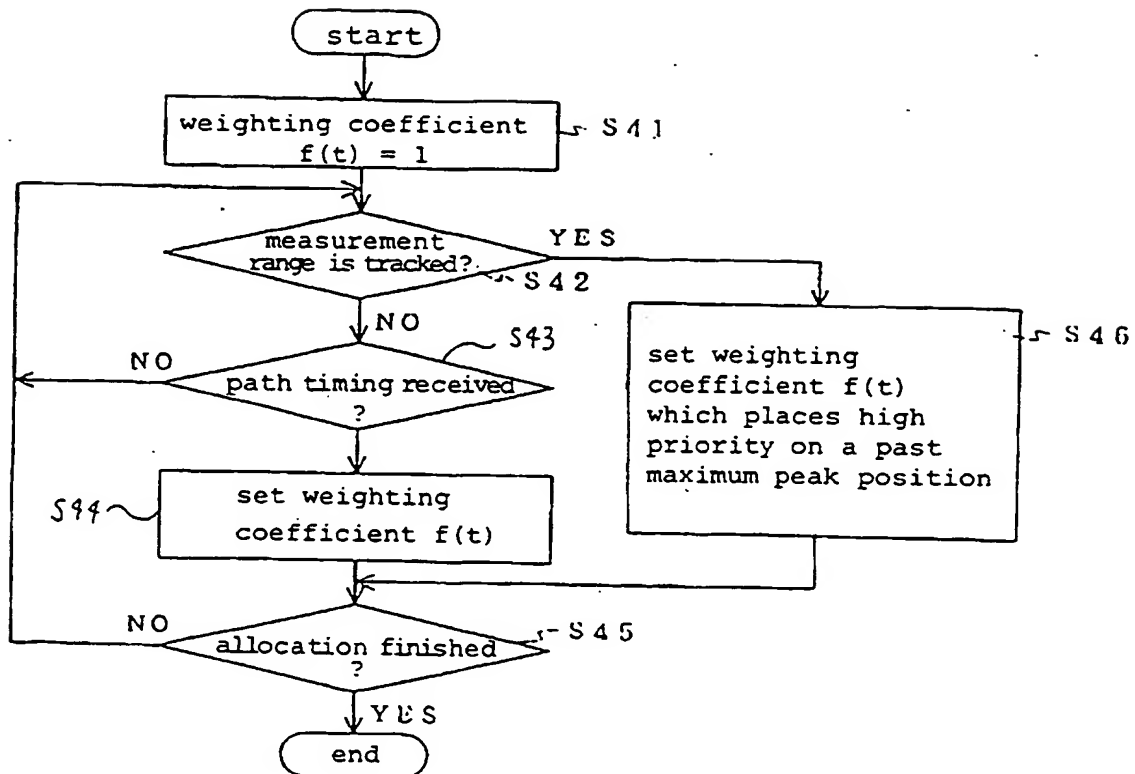 start
weighting coefficient
f(t) = 1
S41
measurement
range is tracked?
YES
S42
NO
S43
NO
path timing received
?
S46
set weighting
coefficient f(t)
which places high
priority on a past
maximum peak position
S44
set weighting
coefficient f(t)
NO
S45
allocation finished
?
YES
end